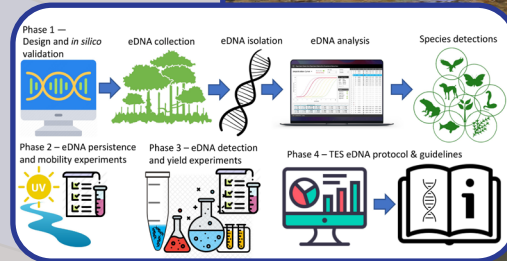 Phase 1 —
Design and in silico
validation
eDNA collection
eDNA isolation
eDNA analysis
Species detections
Phase 2 – eDNA persistence
and mobility experiments
Phase 3 – eDNA detection
and yield experiments
Phase 4 – TES eDNA protocol & guidelines
UV
i